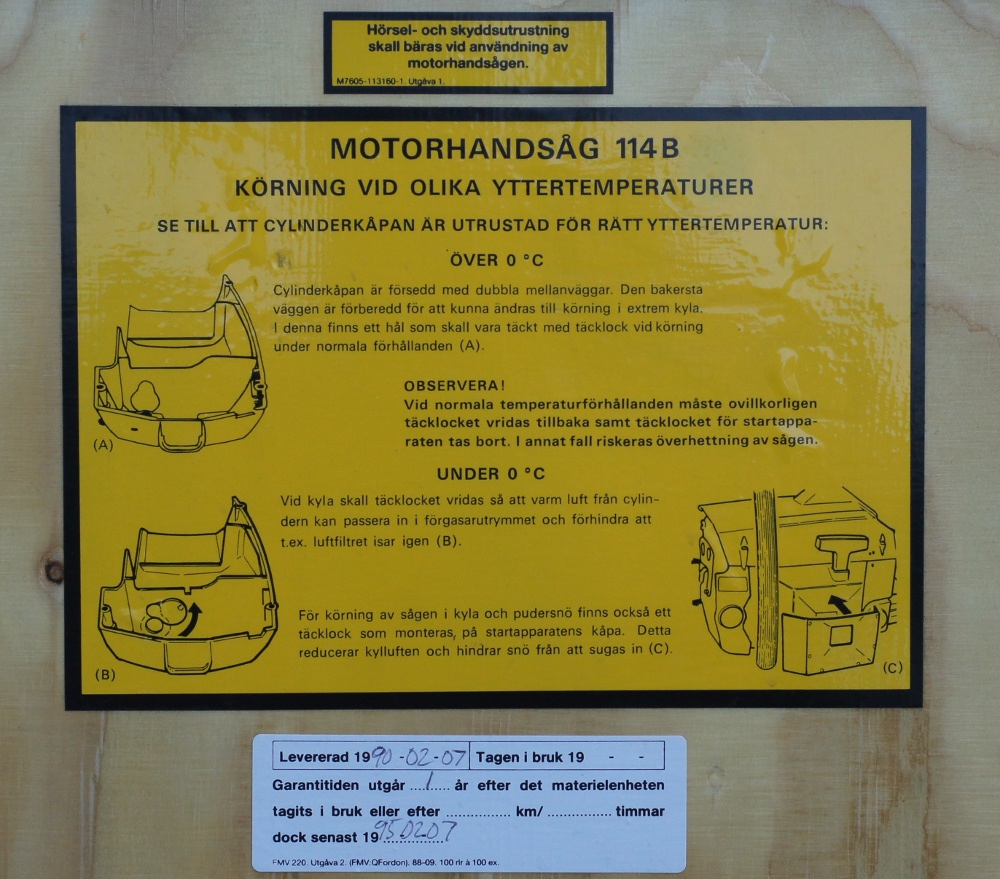 Hörsel- och skyddsutrustning
skall bäras vid användning av
motorhandsågen.
M7605-113160-1. Utgåva 1.
MOTORHANDSÅG 114 B
KÖRNING VID OLIKA YTTERTEMPERATURER
SE TILL ATT CYLINDERKÅPAN ÄR UTRUSTAD FÖR RÄTT YTTERTEMPERATUR:
ÖVER 0 °C
Cylinderkåpan är försedd med dubbla mellanväggar. Den bakersta
väggen är förberedd för att kunna ändras till körning i extrem kyla.
I denna finns ett hål som skall vara täckt med täcklock vid körning
under normala förhållanden (A).
(A)
OBSERVERA!
Vid normala temperaturförhållanden måste ovillkorligen
täcklocket vridas tillbaka samt täcklocket för startappa-
raten tas bort. I annat fall riskeras överhettning av sågen.
UNDER 0 °C
Vid kyla skall täcklocket vridas så att varm luft från cylin-
dern kan passera in i förgasarutrymmet och förhindra att
t.ex. luftfiltret isar igen (B).
För körning av sågen i kyla och pudersnö finns också ett
täcklock som monteras, på startapparatens kåpa. Detta
reducerar kylluften och hindrar snö från att sugas in (C).
(B)
(C)
Levererad 1990-02-07 Tagen i bruk 19 - -
Garantitiden utgår ....1..... år efter det materielenheten
tagits i bruk eller efter ................ km/ ................ timmar
dock senast 19950207
FMV 220. Utgåva 2. (FMV:QFordon). 88-09. 100 rlr à 100 ex.